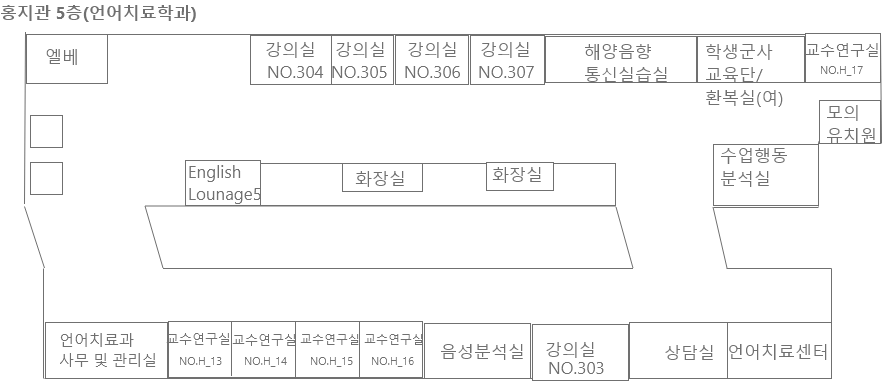 홍지관 5층(언어치료학과)
엘베
강의실
NO.304
강의실
NO.305
강의실
NO.306
강의실
NO.307
해양음향
통신실습실
학생군사
교육단/
환복실(여)
교수연구실
NO.H_17
모의
유치원
수업행동
분석실
English
Lounage5
화장실
화장실
언어치료과
사무 및 관리실
교수연구실
NO.H_13
교수연구실
NO.H_14
교수연구실
NO.H_15
교수연구실
NO.H_16
음성분석실
강의실
NO.303
상담실
언어치료센터